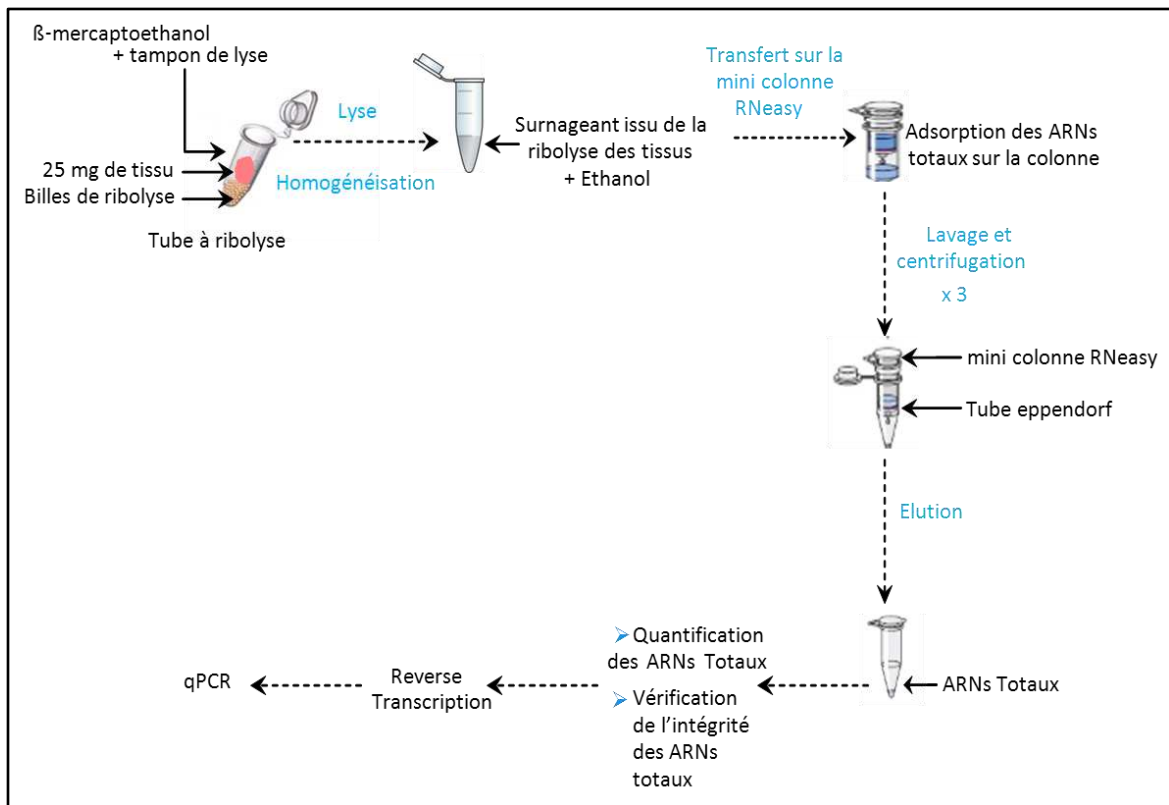 ß-mercaptoethanol
+ tampon de lyse
25 mg de tissu
Billes de ribolyse
Tube à ribolyse
Lyse
Homogénéisation
Surnageant issu de la
ribolyse des tissus
+ Ethanol
Transfert sur la
mini colonne
RNeasy
Adsorption des ARNs
totaux sur la colonne
Lavage et
centrifugation
x 3
mini colonne RNeasy
Tube eppendorf
Elution
ARNs Totaux
➢ Quantification
des ARNs Totaux
➢ Vérification
de l’intégrité
des ARNs
totaux
Reverse
Transcription
qPCR